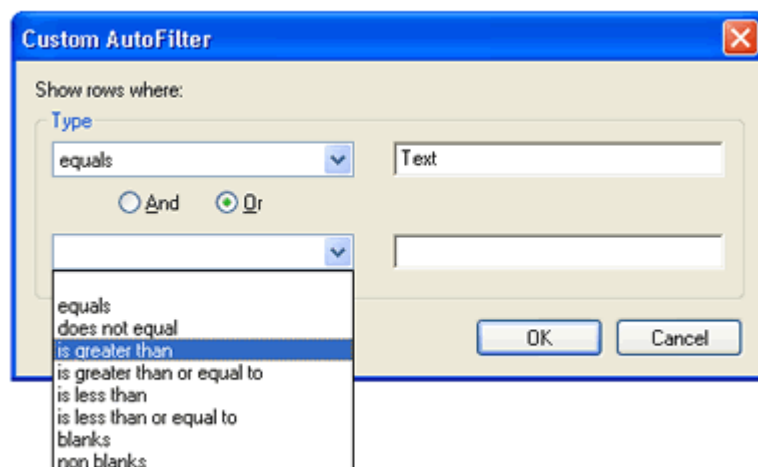 Custom AutoFilter
Show rows where:
Type
equals
Text
And
Or
equals
does not equal
is greater than
is greater than or equal to
is less than
is less than or equal to
blanks
non blanks
OK
Cancel